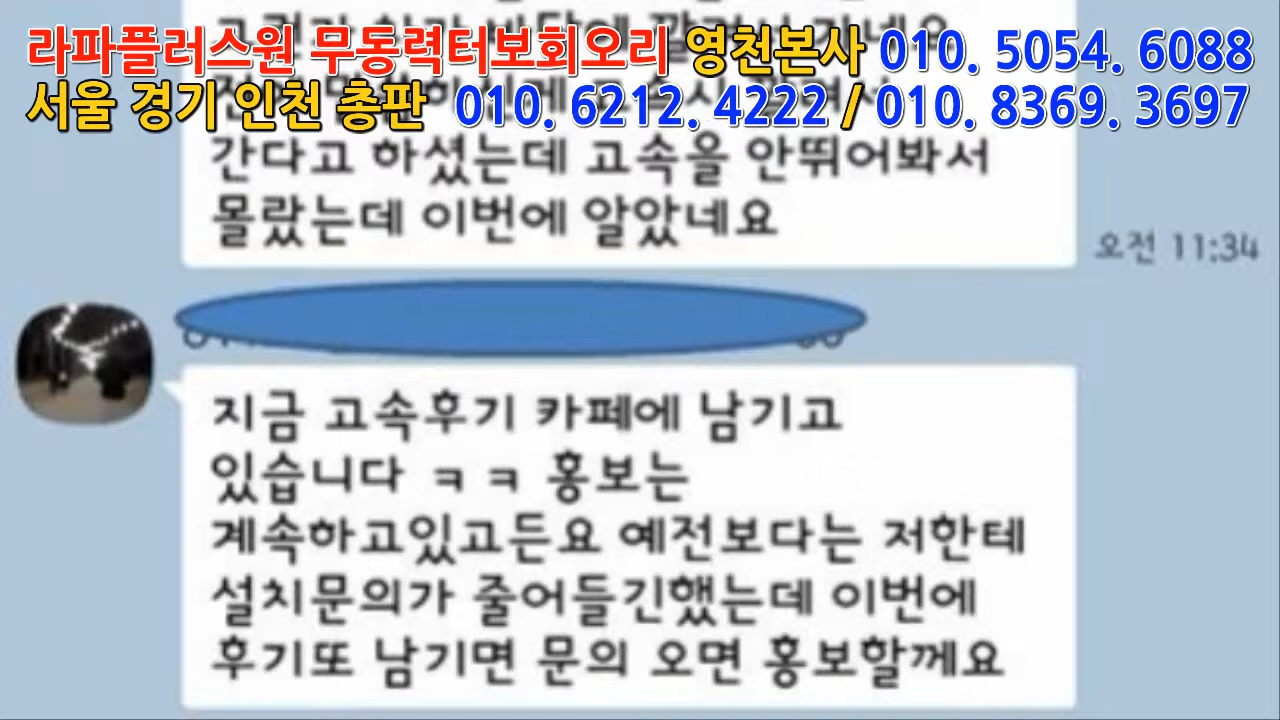 라파플러스원 무동력터보회오리 영천본사 010. 5054. 6088
서울 경기 인천 총판 010. 6212. 4222 / 010. 8369. 3697
간다고 하셨는데 고속을 안뛰어봐서
몰랐는데 이번에 알았네요
오전 11:34
지금 고속후기 카페에 남기고
있습니다 ㅋㅋ 홍보는
계속하고있고든요 예전보다는 저한테
설치문의가 줄어들긴했는데 이번에
후기또 남기면 문의 오면 홍보할께요